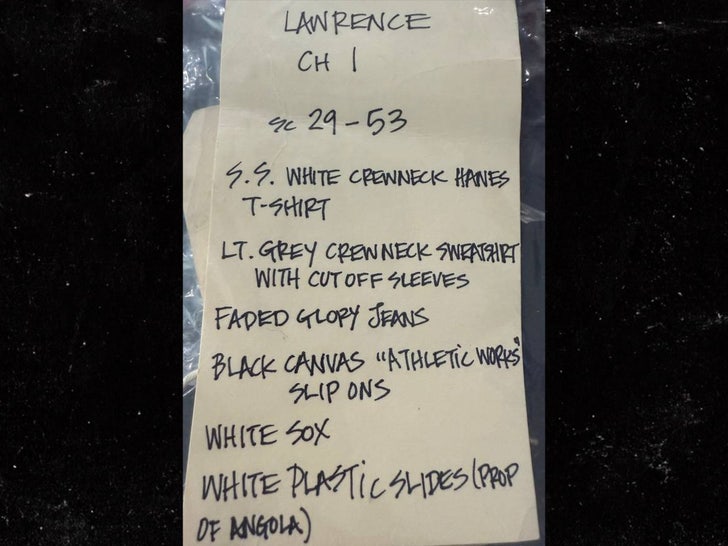 LAWRENCE
CH 1
SC 29-53
S.S. WHITE CREWNECK HANES
T-SHIRT
LT. GREY CREWNECK SWEATSHIRT
WITH CUT OFF SLEEVES
FADED GLORY JEANS
BLACK CANVAS "ATHLETIC WORKS"
SLIP ONS
WHITE SOX
WHITE PLASTIC SLIDES (PROP
OF ANGOLA)